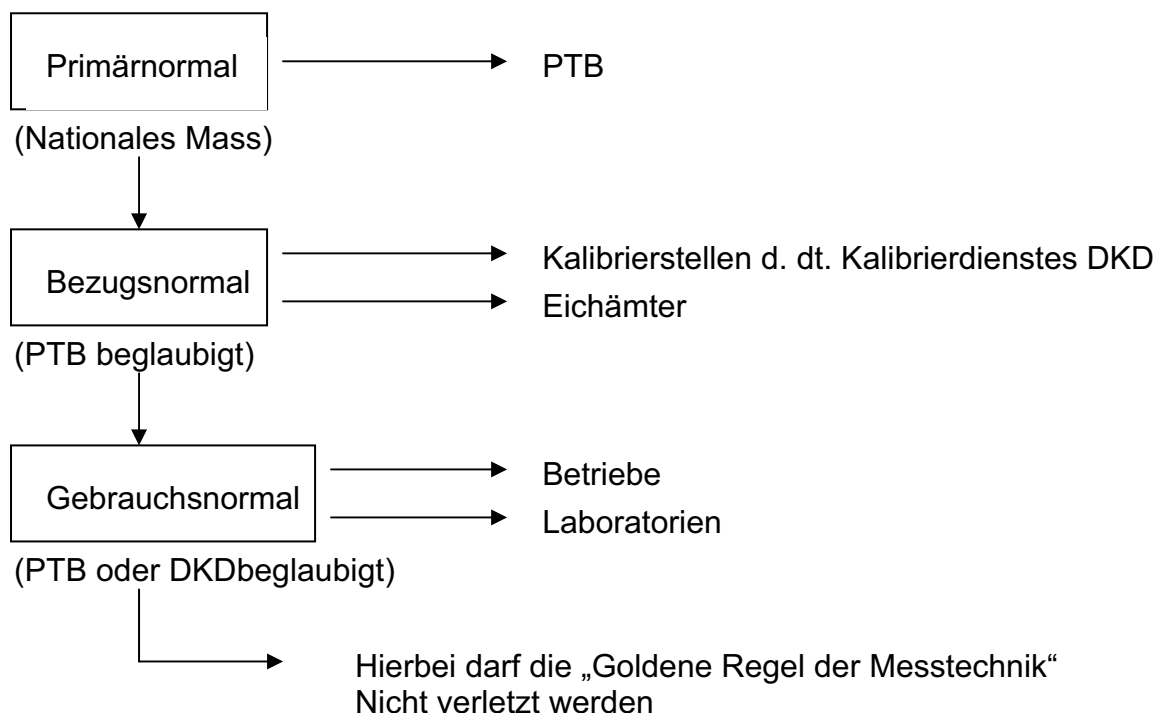 Primärnormal
PTB
(Nationales Mass)
Bezugsnormal
Kalibrierstellen d. dt. Kalibrierdienstes DKD
Eichämter
(PTB beglaubigt)
Gebrauchsnormal
Betriebe
Laboratorien
(PTB oder DKDbeglaubigt)
Hierbei darf die „Goldene Regel der Messtechnik“
Nicht verletzt werden